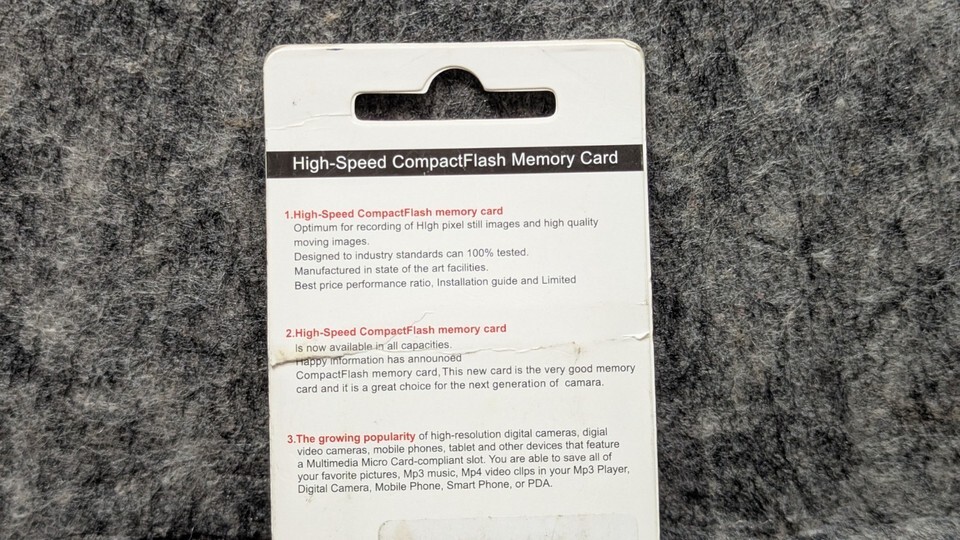 High-Speed CompactFlash Memory Card
1.High-Speed CompactFlash memory card
Optimum for recording of HIgh pixel still images and high quality
moving images.
Designed to industry standards can 100% tested.
Manufactured in state of the art facilities.
Best price performance ratio, Installation guide and Limited
2.High-Speed CompactFlash memory card
Is now available in all capacities.
Happy information has announoed
CompactFlash memory card, This new card is the very good memory
card and it is a great choice for the next generation of camara.
3.The growing popularity of high-resolution digital cameras, digial
video cameras, mobile phones, tablet and other devices that feature
a Multimedia Micro Card-compliant slot. You are able to save all of
your favorite pictures, Mp3 music, Mp4 video clips in your Mp3 Player,
Digital Camera, Mobile Phone, Smart Phone, or PDA.